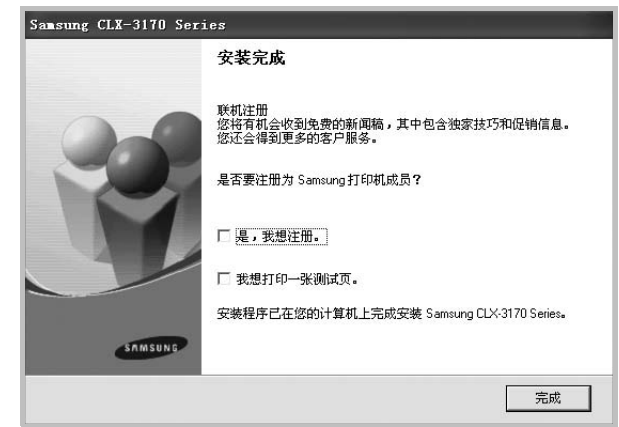 Samsung CLX-3170 Series
安装完成
联机注册
您将有机会收到免费的新闻稿，其中包含独家技巧和促销信息。
您还会得到更多的客户服务。
是否要注册为 Samsung 打印机成员？
是，我想注册。
我想打印一张测试页。
安装程序已在您的计算机上完成安装 Samsung CLX-3170 Series。
SAMSUNG
完成